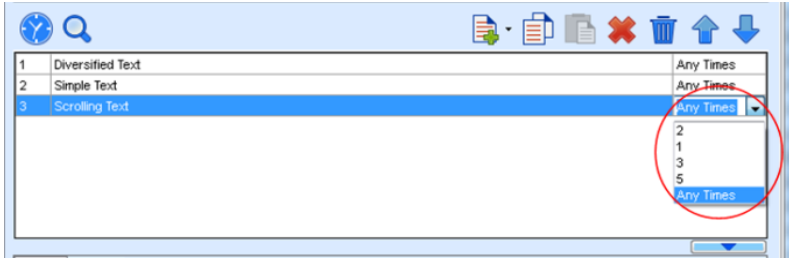 1 Diversified Text Any Times
2 Simple Text Any Times
3 Scrolling Text Any Times
2
1
3
5
Any Times